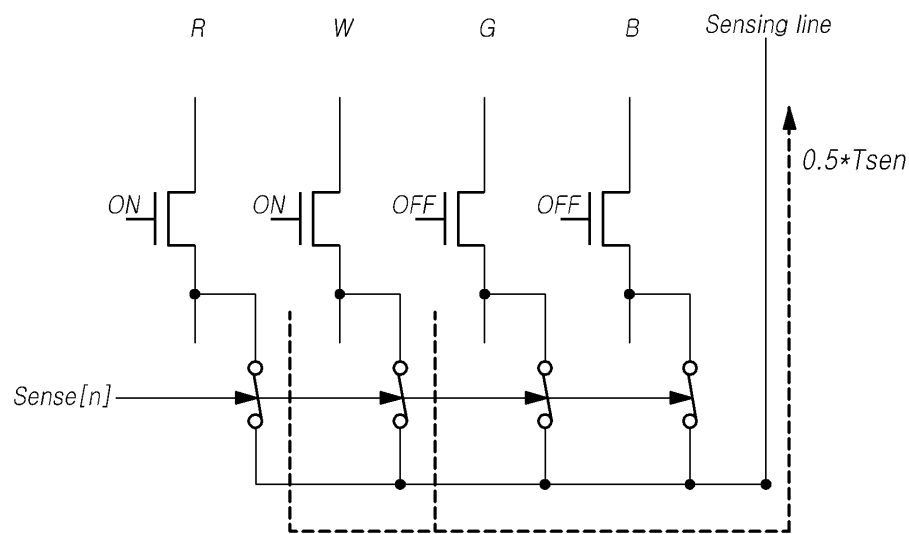 R W G B Sensing line
0.5*Tsen
ON ON OFF OFF
Sense[n]